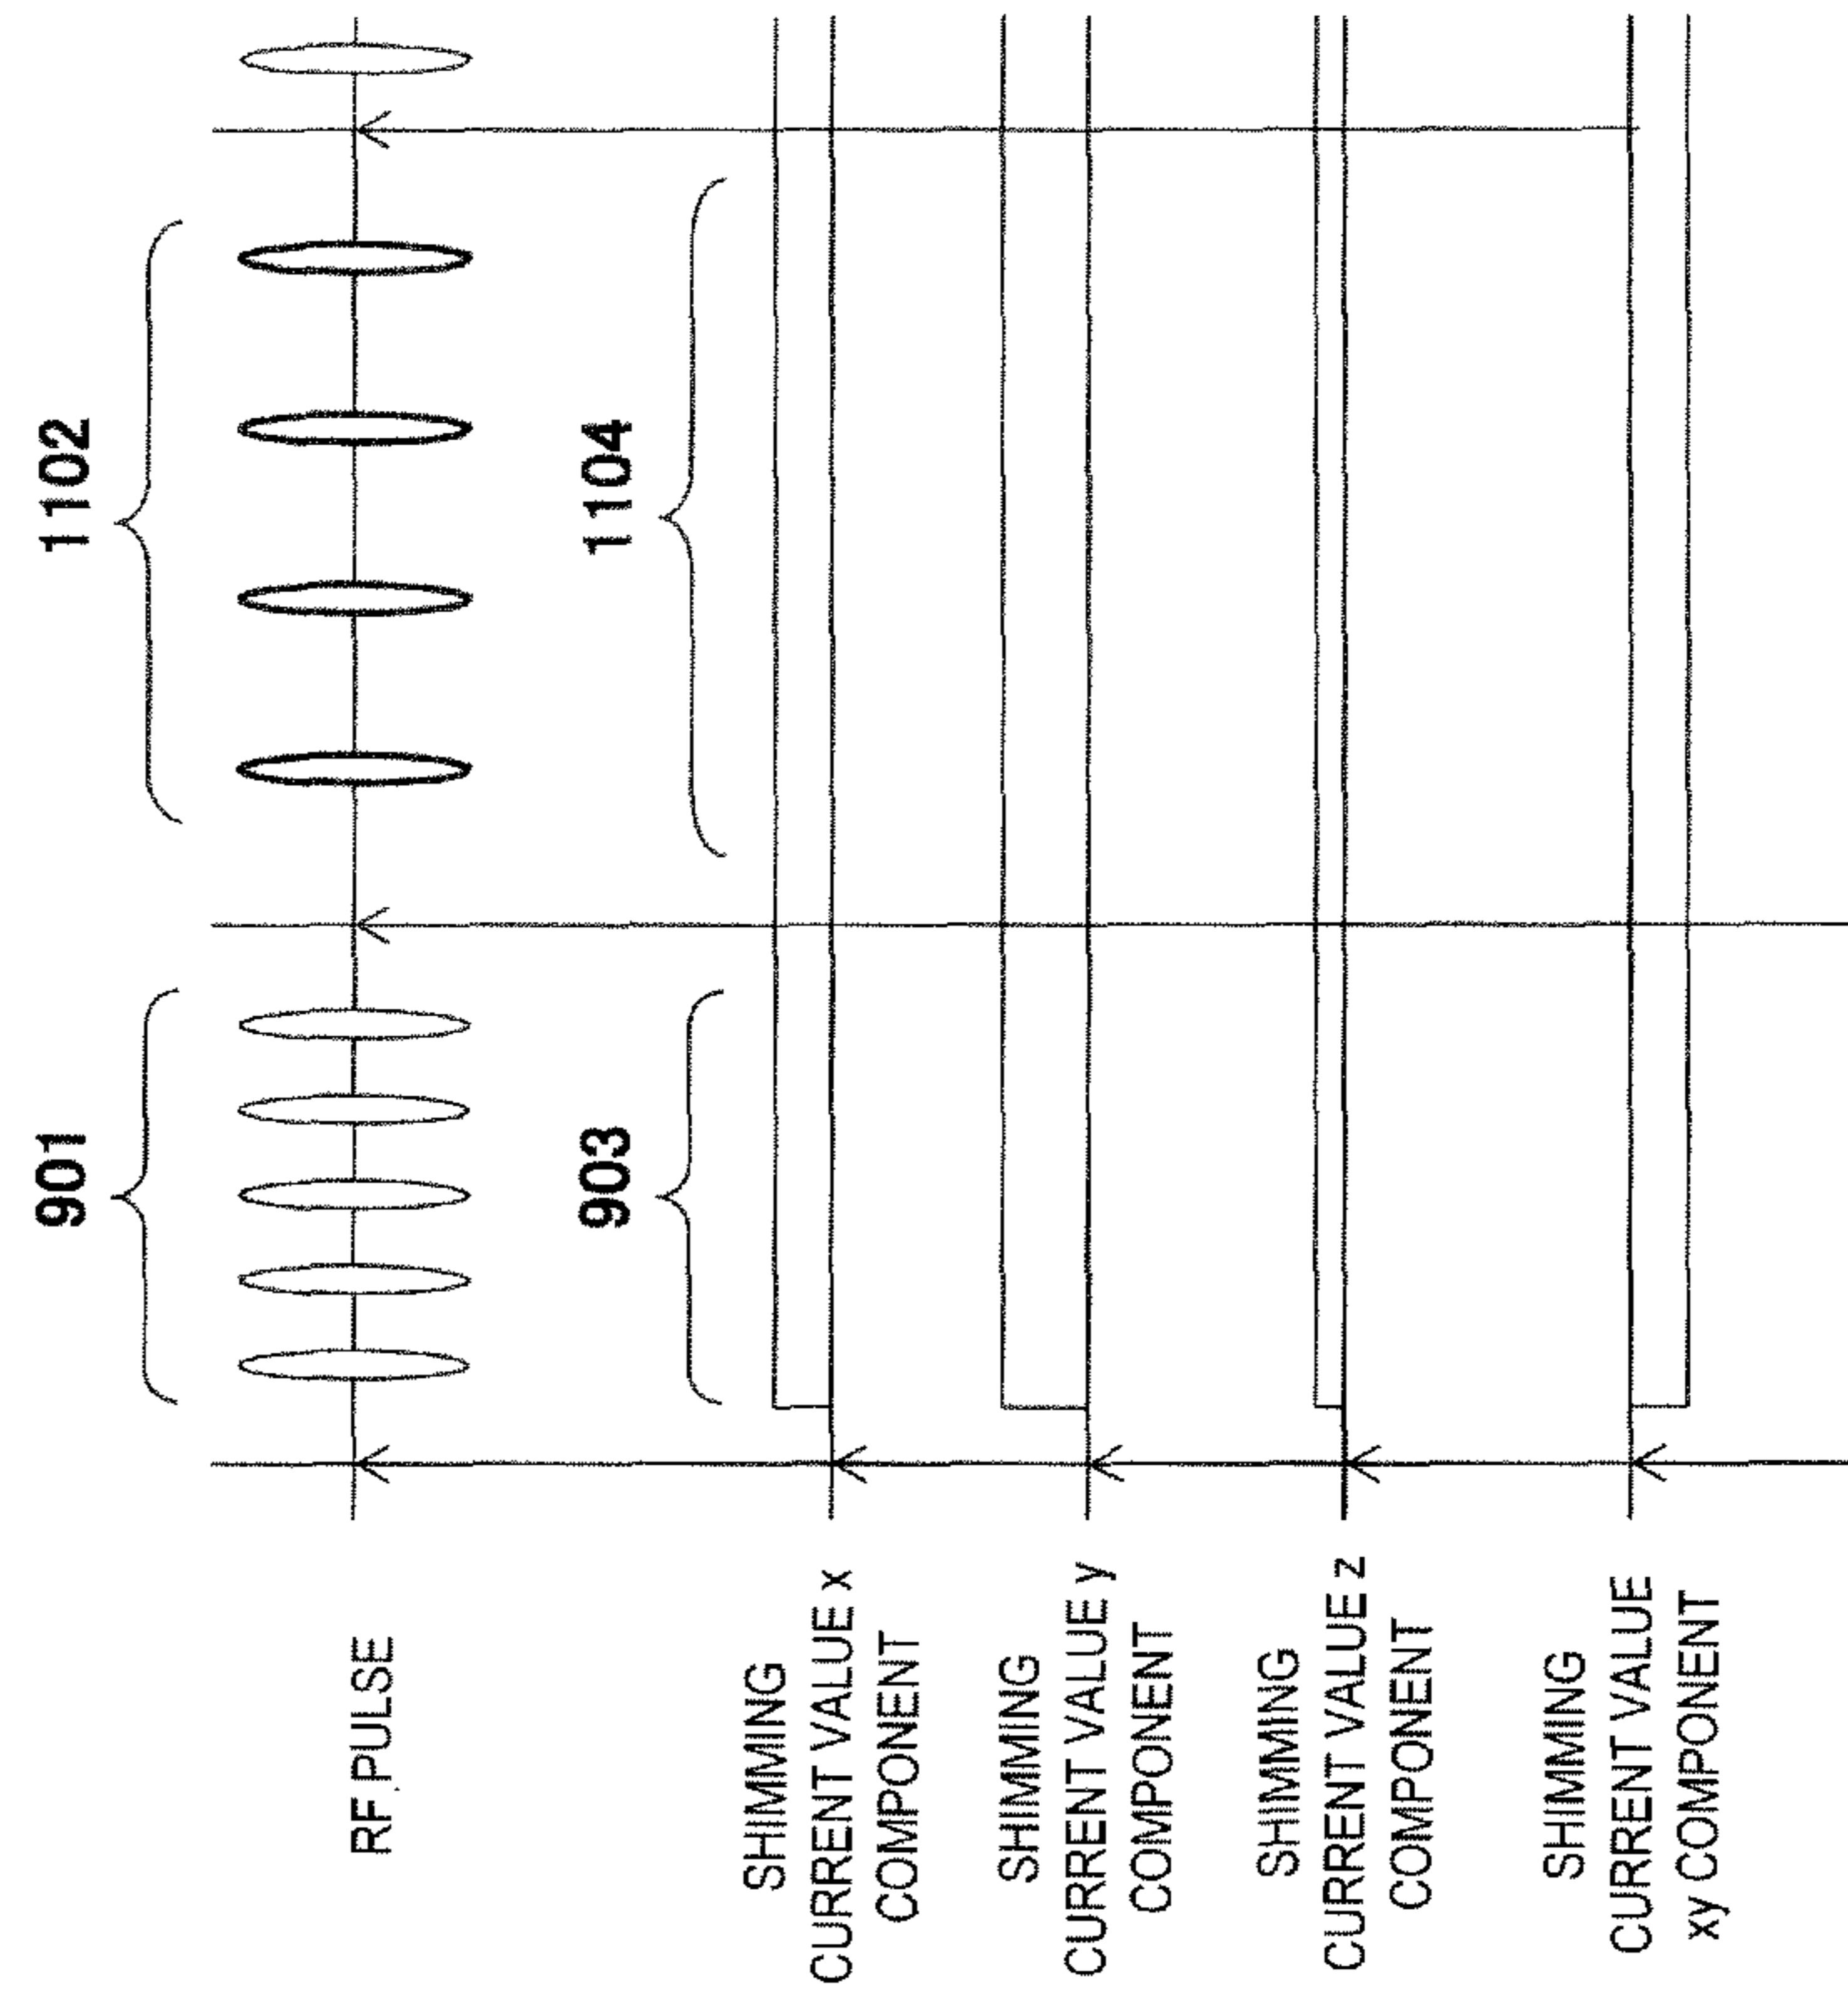 901
1102
RF PULSE
903
1104
SHIMMING
CURRENT VALUE x
COMPONENT
SHIMMING
CURRENT VALUE y
COMPONENT
SHIMMING
CURRENT VALUE z
COMPONENT
SHIMMING
CURRENT VALUE
xy COMPONENT